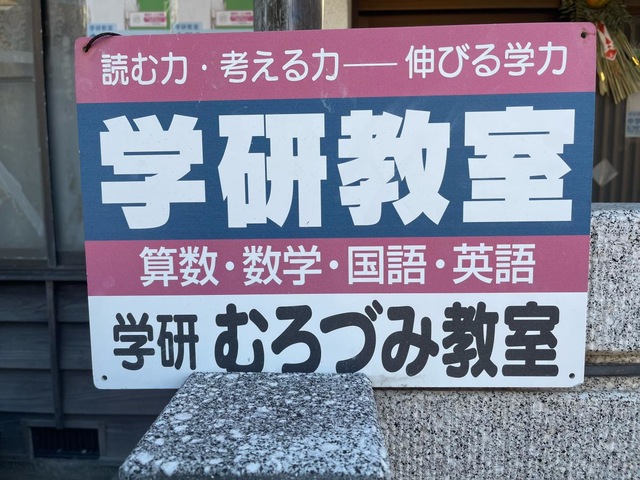 読む力・考える力──伸びる学力
学研教室
算数・数学・国語・英語
学研 むろづみ教室